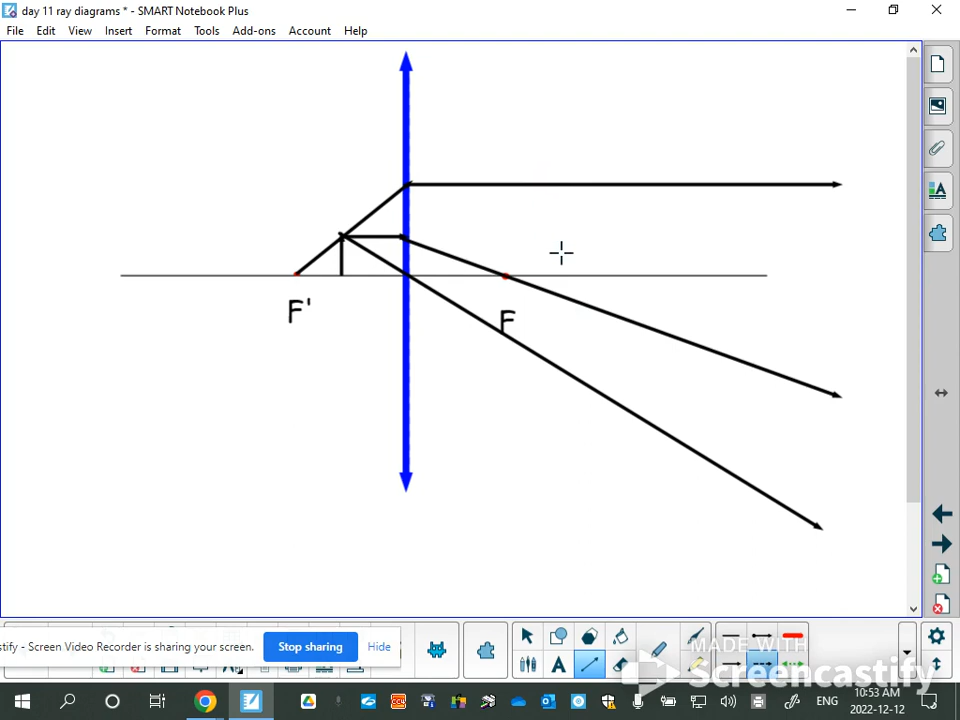 day 11 ray diagrams * - SMART Notebook Plus
File Edit View Insert Format Tools Add-ons Account Help
F'
F
stify - Screen Video Recorder is sharing your screen. Stop sharing Hide
MADE WITH
Screencastify
ENG
10:53 AM
2022-12-12